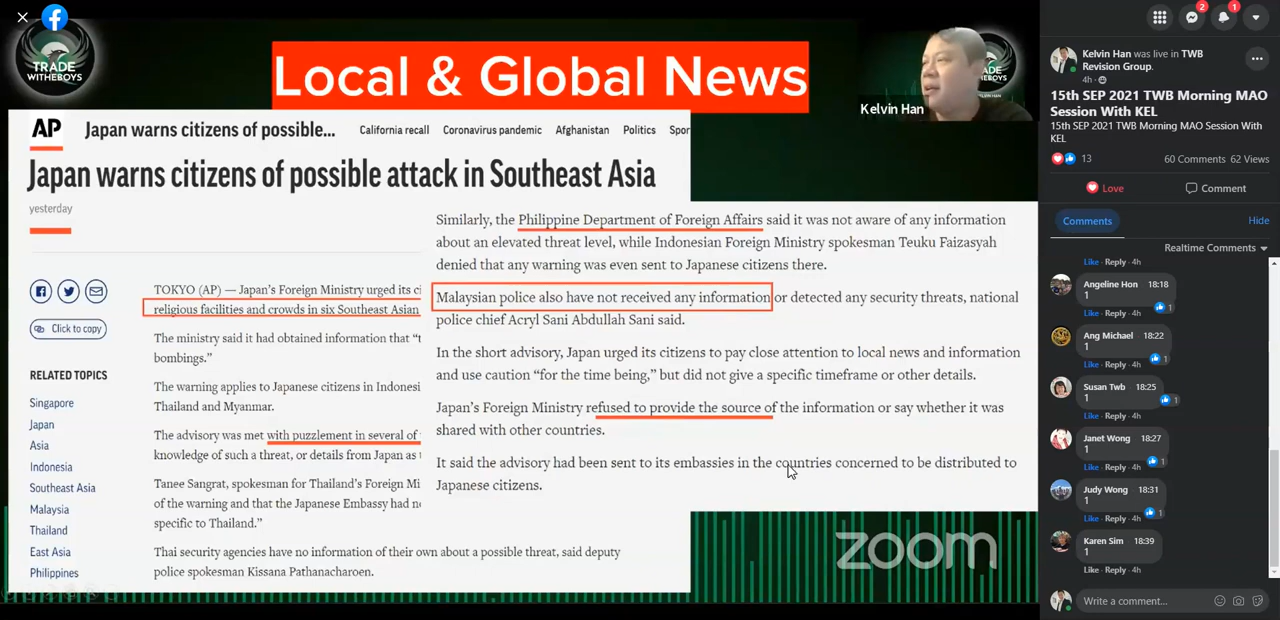 TRADE
WITHEBOYS
Local & Global News
Kelvin Han
AP
Japan warns citizens of possible...
California recall
Coronavirus pandemic
Afghanistan
Politics
Spor
Japan warns citizens of possible attack in Southeast Asia
yesterday
Click to copy
RELATED TOPICS
Singapore
Japan
Asia
Indonesia
Southeast Asia
Malaysia
Thailand
East Asia
Philippines
TOKYO (AP) — Japan's Foreign Ministry urged its ci
religious facilities and crowds in six Southeast Asian
The ministry said it had obtained information that “t
bombings.”
The warning applies to Japanese citizens in Indonesi
Thailand and Myanmar.
The advisory was met with puzzlement in several of
knowledge of such a threat, or details from Japan as
Tanee Sangrat, spokesman for Thailand's Foreign Mi
of the warning and that the Japanese Embassy had no
specific to Thailand.”
Thai security agencies have no information of their own about a possible threat, said deputy
police spokesman Kissana Pathanacharoen.
Similarly, the Philippine Department of Foreign Affairs said it was not aware of any information
about an elevated threat level, while Indonesian Foreign Ministry spokesman Teuku Faizasyah
denied that any warning was even sent to Japanese citizens there.
Malaysian police also have not received any information or detected any security threats, national
police chief Acryl Sani Abdullah Sani said.
In the short advisory, Japan urged its citizens to pay close attention to local news and information
and use caution “for the time being,” but did not give a specific timeframe or other details.
Japan's Foreign Ministry refused to provide the source of the information or say whether it was
shared with other countries.
It said the advisory had been sent to its embassies in the countries concerned to be distributed to
Japanese citizens.
zoom
2
1
Kelvin Han was live in TWB
Revision Group.
4h
15th SEP 2021 TWB Morning MAO
Session With KEL
15th SEP 2021 TWB Morning MAO Session With
KEL
13
60 Comments 62 Views
Love
Comment
Comments
Hide
Realtime Comments
Like · Reply · 4h
Angeline Hon 18:18
1
1
Like · Reply · 4h
Ang Michael 18:22
1
1
Like · Reply · 4h
Susan Twb 18:25
1
1
Like · Reply · 4h
Janet Wong 18:27
1
1
Like · Reply · 4h
Judy Wong 18:31
1
1
Like · Reply · 4h
Karen Sim 18:39
1
Like · Reply · 4h
Write a comment...